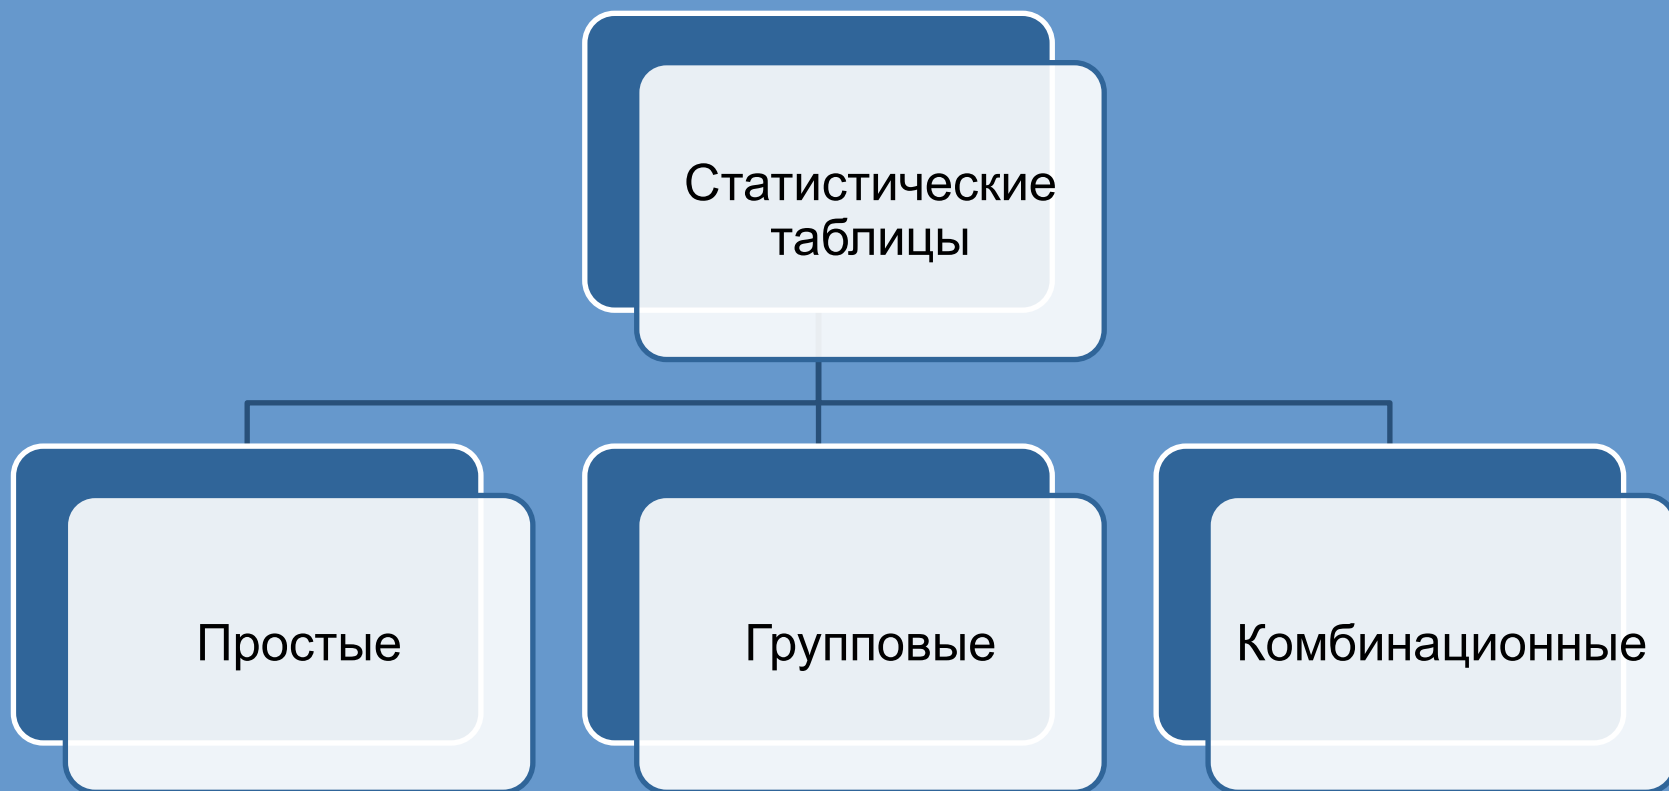 Статистические
таблицы
Простые
Групповые
Комбинационные